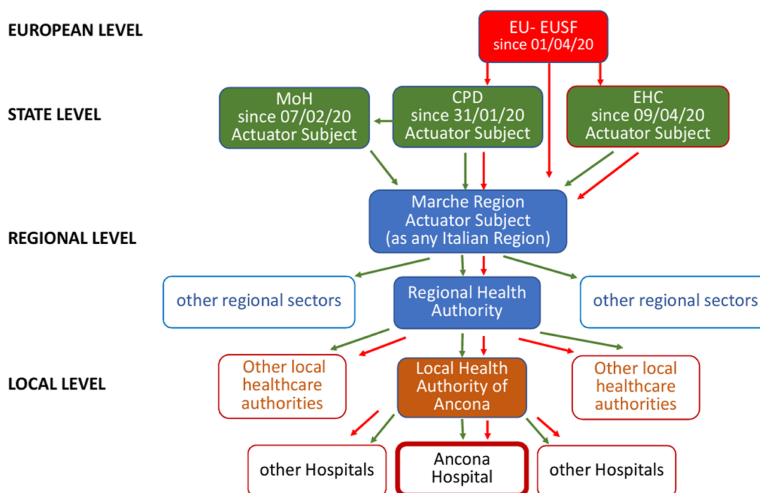 EUROPEAN LEVEL
EU- EUSF
since 01/04/20
STATE LEVEL
MoH
since 07/02/20
Actuator Subject
CPD
since 31/01/20
Actuator Subject
EHC
since 09/04/20
Actuator Subject
REGIONAL LEVEL
Marche Region
Actuator Subject
(as any Italian Region)
other regional sectors
Regional Health
Authority
other regional sectors
LOCAL LEVEL
Other local
healthcare
authorities
Local Health
Authority of
Ancona
Other local
healthcare
authorities
other Hospitals
Ancona
Hospital
other Hospitals